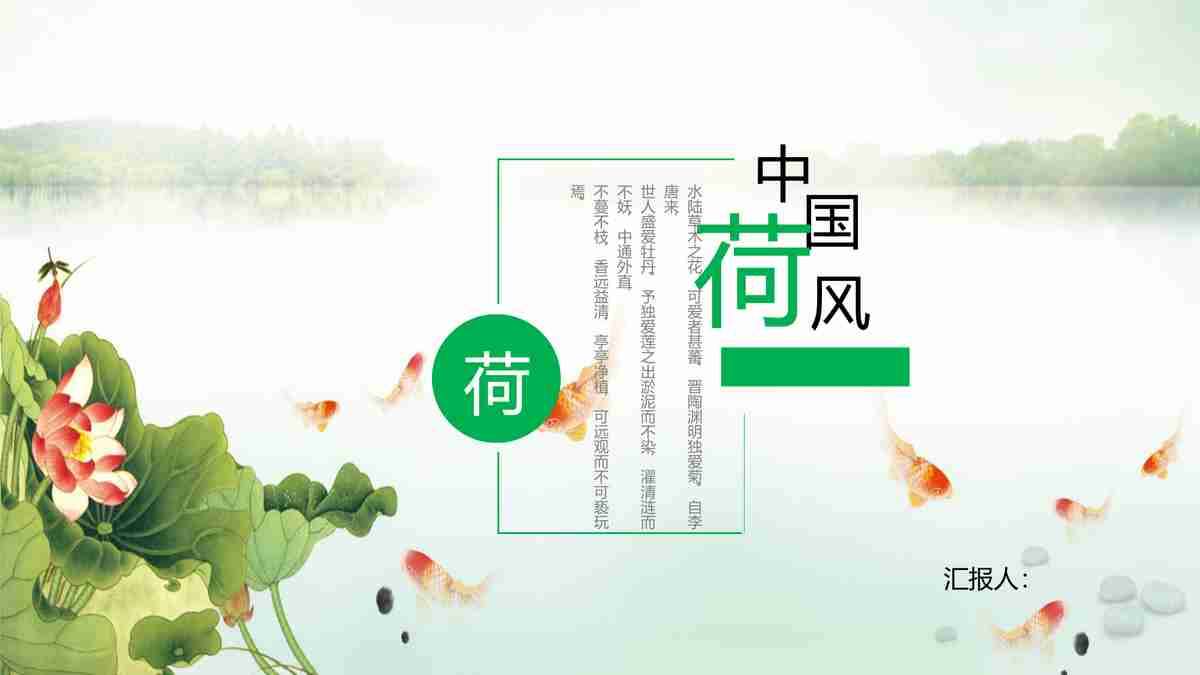 中
国
风
荷
水陆草木之花，可爱者甚蕃，晋陶渊明独爱菊，自李
唐来，
世人盛爱牡丹，予独爱莲之出淤泥而不染，濯清涟而
不妖，中通外直，
不蔓不枝，香远益清，亭亭净植，可远观而不可亵玩
焉。
荷
汇报人：